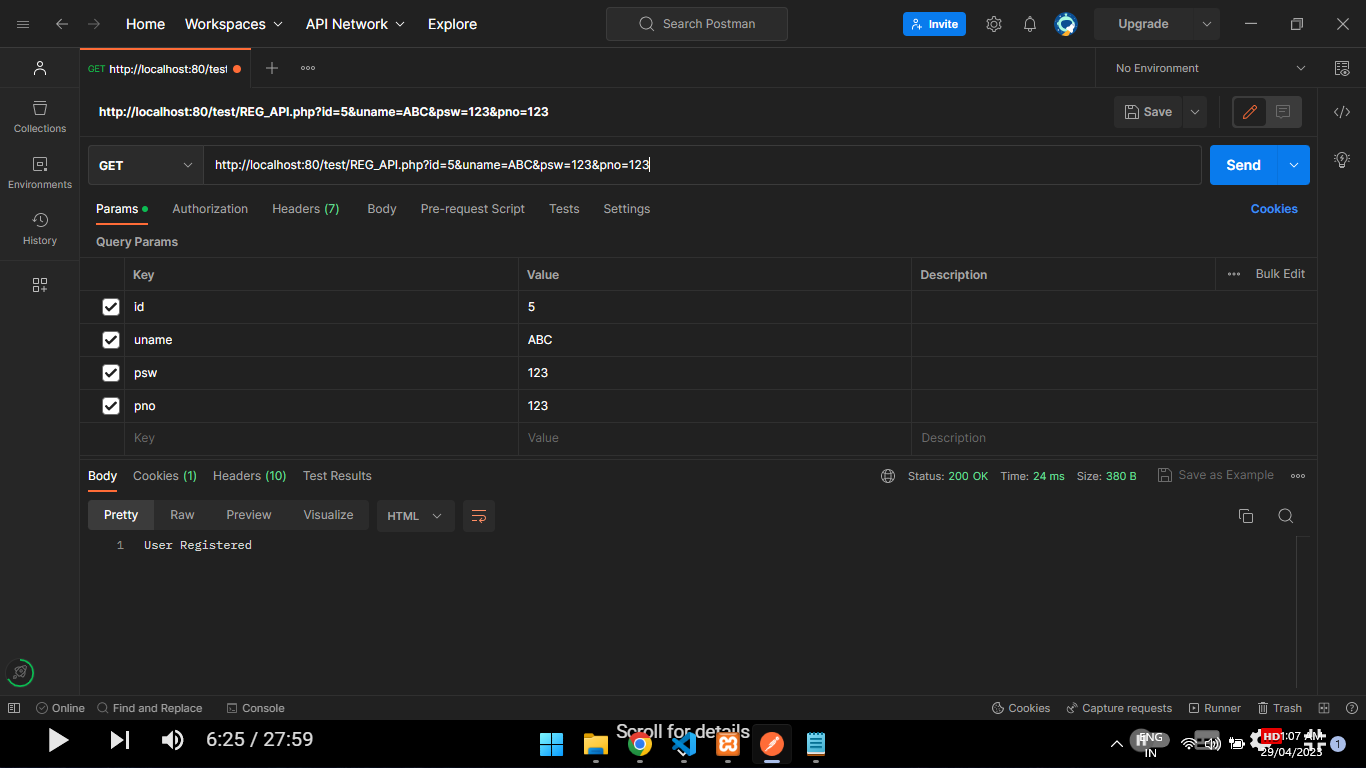 Home Workspaces API Network Explore Search Postman Invite Upgrade
GET http://localhost:80/test No Environment
http://localhost:80/test/REG_API.php?id=5&uname=ABC&psw=123&pno=123 Save
GET http://localhost:80/test/REG_API.php?id=5&uname=ABC&psw=123&pno=123 Send
Collections
Environments
History
Params Authorization Headers (7) Body Pre-request Script Tests Settings Cookies
Query Params
Key Value Description Bulk Edit
id 5
uname ABC
psw 123
pno 123
Key Value Description
Body Cookies (1) Headers (10) Test Results Status: 200 OK Time: 24 ms Size: 380 B Save as Example
Pretty Raw Preview Visualize HTML
1 User Registered
Online Find and Replace Console Cookies Capture requests Runner Trash
6:25 / 27:59 Scroll for details
ENG HD 1:07 AM
IN 29/04/2023 1